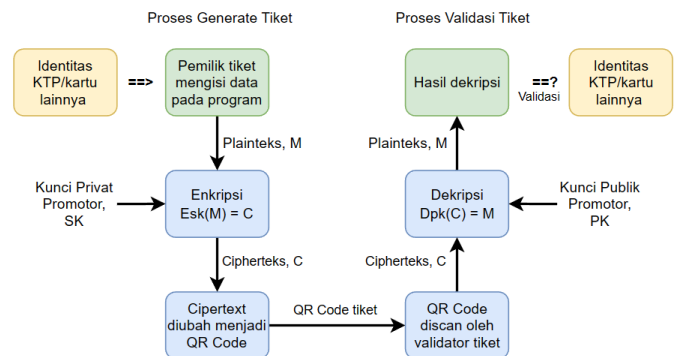 Proses Generate Tiket
Proses Validasi Tiket
Identitas
KTP/kartu
lainnya
==>
Pemilik tiket
mengisi data
pada program
Hasil dekripsi
==?
Validasi
Identitas
KTP/kartu
lainnya
Plainteks, M
Plainteks, M
Kunci Privat
Promotor,
SK
Enkripsi
Esk(M) = C
Dekripsi
Dpk(C) = M
Kunci Publik
Promotor,
PK
Cipherteks, C
Cipherteks, C
Cipertext
diubah menjadi
QR Code
QR Code tiket
QR Code
discan oleh
validator tiket